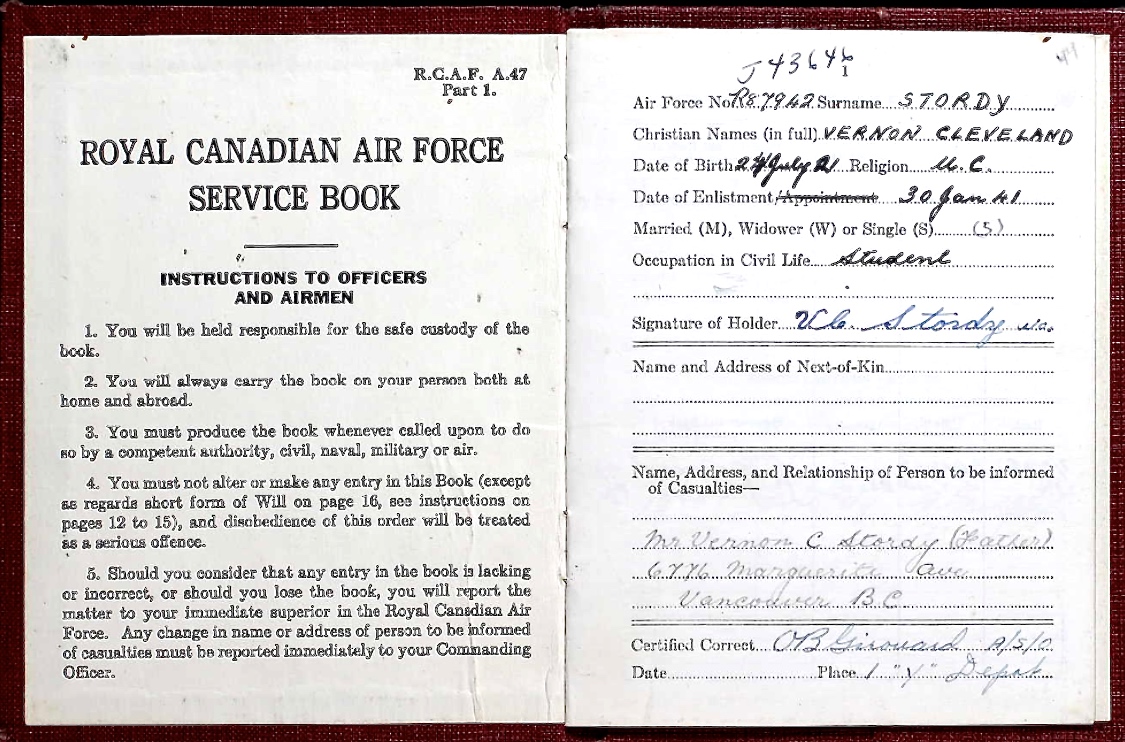 R.C.A.F. A.47
Part 1.
ROYAL CANADIAN AIR FORCE
SERVICE BOOK
INSTRUCTIONS TO OFFICERS
AND AIRMEN
1. You will be held responsible for the safe custody of the
book.
2. You will always carry the book on your person both at
home and abroad.
3. You must produce the book whenever called upon to do
so by a competent authority, civil, naval, military or air.
4. You must not alter or make any entry in this Book (except
as regards short form of Will on page 16, see instructions on
pages 12 to 15), and disobedience of this order will be treated
as a serious offence.
5. Should you consider that any entry in the book is lacking
or incorrect, or should you lose the book, you will report the
matter to your immediate superior in the Royal Canadian Air
Force. Any change in name or address of person to be informed
of casualties must be reported immediately to your Commanding
Officer.
J43646
Air Force No. R87942 Surname STORDY
Christian Names (in full) VERNON CLEVELAND
Date of Birth 24 July 21 Religion U.C.
Date of Enlistment/Appointment 30 Jan 41
Married (M), Widower (W) or Single (S) (S)
Occupation in Civil Life Student
Signature of Holder V.C. Stordy
Name and Address of Next-of-Kin
Name, Address, and Relationship of Person to be informed
of Casualties—
Mr Vernon C Stordy (Father)
6776 Marguerite Ave
Vancouver B C
Certified Correct OB Girouard A/S/O
Date Place 1 "Y" Depot